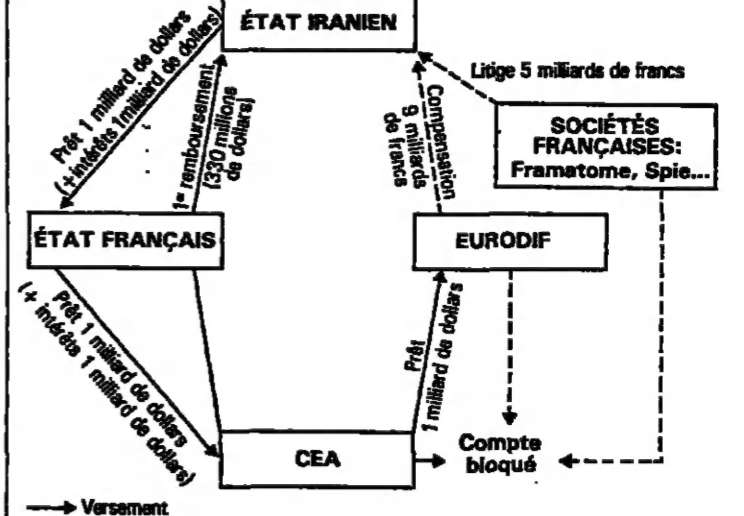 ÉTAT IRANIEN
Prêt 1 milliard de dollars
(+ intérêts 1 milliard de dollars)
1er remboursement
(330 millions
de dollars)
Compensation
9 milliards
de francs
Litige 5 milliards de francs
SOCIÉTÉS
FRANÇAISES:
Framatome, Spie...
ÉTAT FRANÇAIS
EURODIF
Prêt 1 milliard de dollars
(+ intérêts 1 milliard de dollars)
Prêt
1 milliard de dollars
CEA
Compte
bloqué
Versement